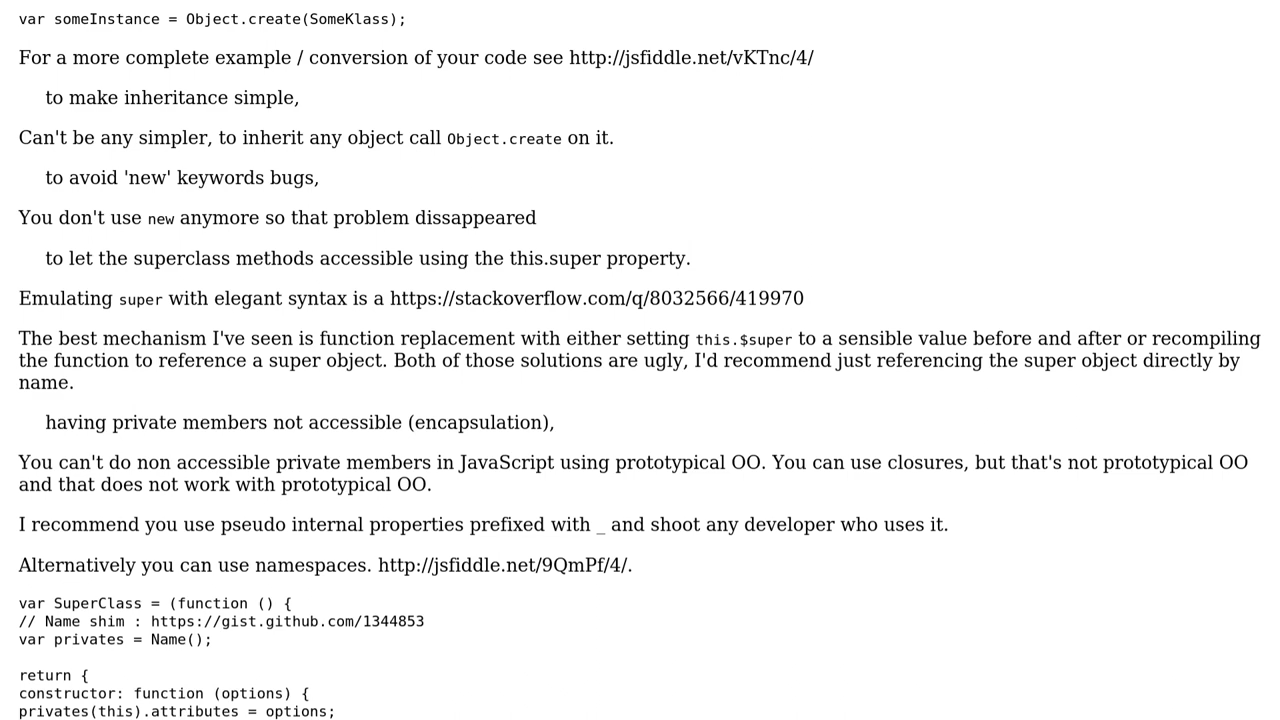 var someInstance = Object.create(SomeKlass);
For a more complete example / conversion of your code see http://jsfiddle.net/vKTnc/4/
to make inheritance simple,
Can't be any simpler, to inherit any object call Object.create on it.
to avoid 'new' keywords bugs,
You don't use new anymore so that problem dissappeared
to let the superclass methods accessible using the this.super property.
Emulating super with elegant syntax is a https://stackoverflow.com/q/8032566/419970
The best mechanism I've seen is function replacement with either setting this.$super to a sensible value before and after or recompiling
the function to reference a super object. Both of those solutions are ugly, I'd recommend just referencing the super object directly by
name.
having private members not accessible (encapsulation),
You can't do non accessible private members in JavaScript using prototypical OO. You can use closures, but that's not prototypical OO
and that does not work with prototypical OO.
I recommend you use pseudo internal properties prefixed with _ and shoot any developer who uses it.
Alternatively you can use namespaces. http://jsfiddle.net/9QmPf/4/.
var SuperClass = (function () {
// Name shim : https://gist.github.com/1344853
var privates = Name();
return {
constructor: function (options) {
privates(this).attributes = options;